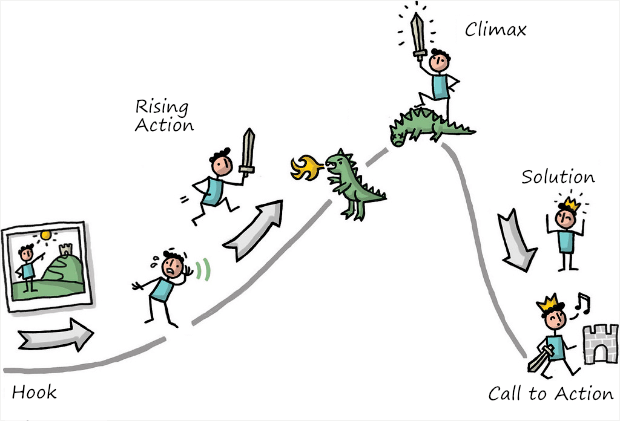 Climax
Rising
Action
Solution
Hook
Call to Action